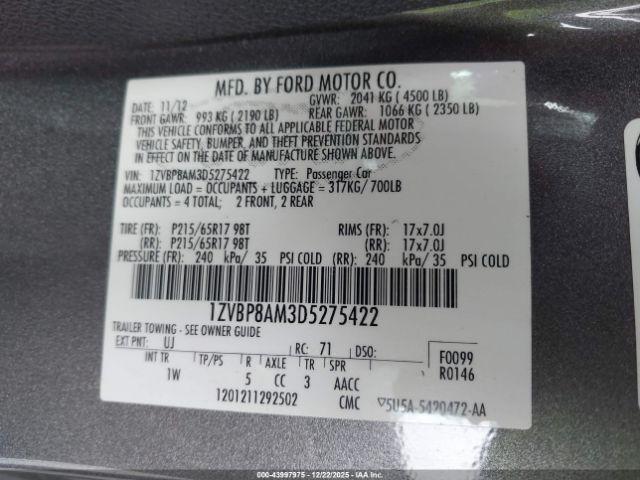 MFD. BY FORD MOTOR CO.
DATE: 11/12 GVWR: 2041 KG ( 4500 LB)
FRONT GAWR: 993 KG ( 2190 LB) REAR GAWR: 1066 KG ( 2350 LB)
THIS VEHICLE CONFORMS TO ALL APPLICABLE FEDERAL MOTOR
VEHICLE SAFETY, BUMPER, AND THEFT PREVENTION STANDARDS
IN EFFECT ON THE DATE OF MANUFACTURE SHOWN ABOVE.
VIN: 1ZVBP8AM3D5275422 TYPE: Passenger Car
MAXIMUM LOAD = OCCUPANTS + LUGGAGE = 317KG/ 700LB
OCCUPANTS = 4 TOTAL: 2 FRONT, 2 REAR
TIRE (FR): P215/65R17 98T RIMS (FR): 17x7.0J
(RR): P215/65R17 98T (RR): 17x7.0J
PRESSURE (FR): 240 kPa/ 35 PSI COLD (RR): 240 kPa/ 35 PSI COLD
1ZVBP8AM3D5275422
TRAILER TOWING - SEE OWNER GUIDE
EXT PNT: UJ RC: 71 DSO: F0099
INT TR TP/PS R AXLE TR SPR R0146
1W 5 CC 3 AACC
1201211292502 CMC ▽5U5A-5420472-AA
000-43997975 - 12/22/2025 - IAAI.COM